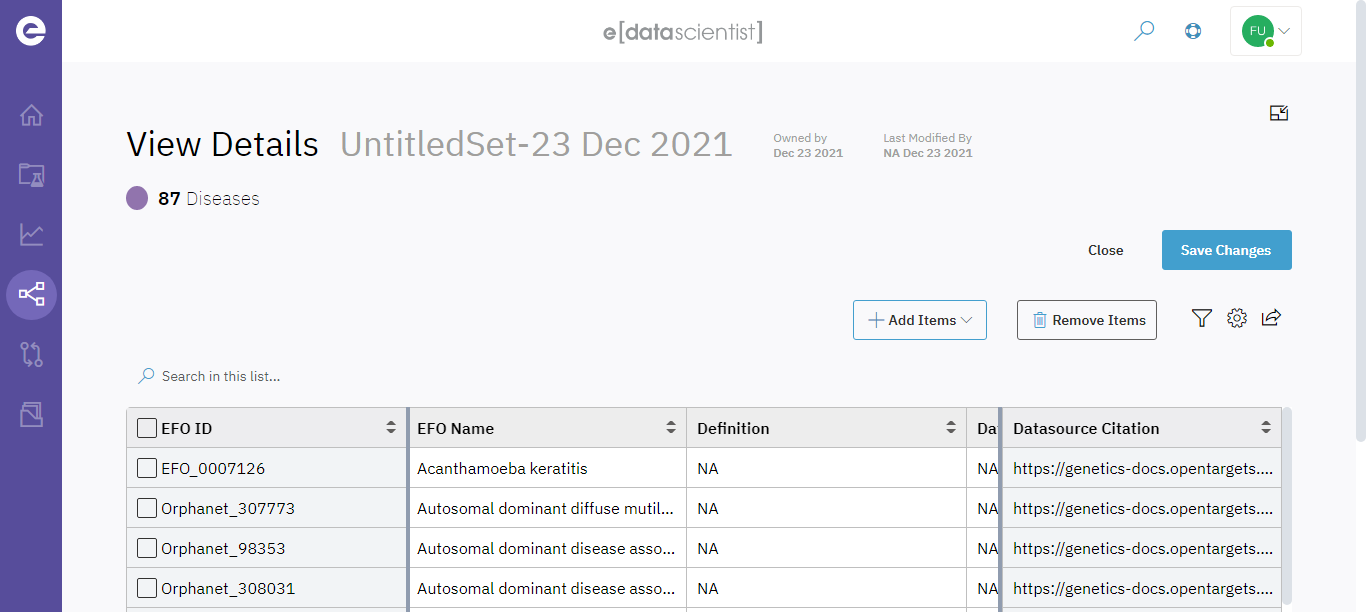 e
e[datascientist]
FU
View Details UntitledSet-23 Dec 2021
Owned by
Dec 23 2021
Last Modified By
NA Dec 23 2021
87 Diseases
Close
Save Changes
Add Items
Remove Items
Search in this list...
EFO ID EFO Name Definition Da Datasource Citation
EFO_0007126 Acanthamoeba keratitis NA NA https://genetics-docs.opentargets....
Orphanet_307773 Autosomal dominant diffuse mutil... NA NA https://genetics-docs.opentargets....
Orphanet_98353 Autosomal dominant disease asso... NA NA https://genetics-docs.opentargets....
Orphanet_308031 Autosomal dominant disease asso... NA NA https://genetics-docs.opentargets....